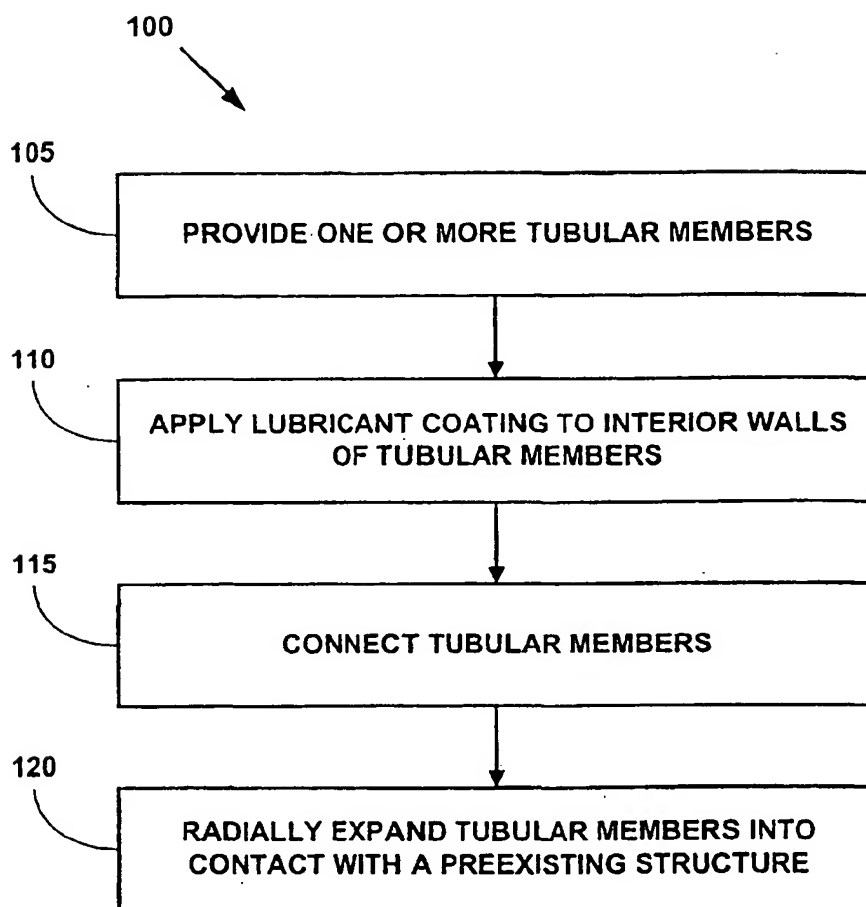 100
105
PROVIDE ONE OR MORE TUBULAR MEMBERS
110
APPLY LUBRICANT COATING TO INTERIOR WALLS
OF TUBULAR MEMBERS
115
CONNECT TUBULAR MEMBERS
120
RADIALLY EXPAND TUBULAR MEMBERS INTO
CONTACT WITH A PREEXISTING STRUCTURE